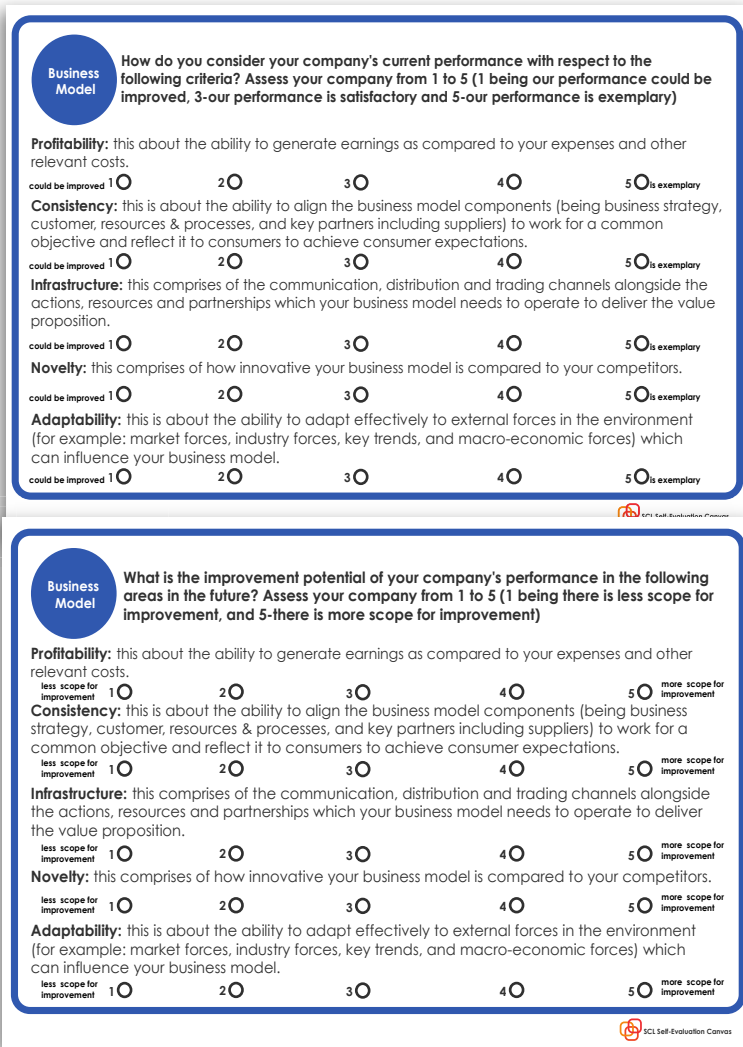 Business
Model
How do you consider your company's current performance with respect to the
following criteria? Assess your company from 1 to 5 (1 being our performance could be
improved, 3-our performance is satisfactory and 5-our performance is exemplary)
Profitability: this about the ability to generate earnings as compared to your expenses and other
relevant costs.
could be improved 1 2 3 4 5 is exemplary
Consistency: this is about the ability to align the business model components (being business strategy,
customer, resources & processes, and key partners including suppliers) to work for a common
objective and reflect it to consumers to achieve consumer expectations.
could be improved 1 2 3 4 5 is exemplary
Infrastructure: this comprises of the communication, distribution and trading channels alongside the
actions, resources and partnerships which your business model needs to operate to deliver the value
proposition.
could be improved 1 2 3 4 5 is exemplary
Novelty: this comprises of how innovative your business model is compared to your competitors.
could be improved 1 2 3 4 5 is exemplary
Adaptability: this is about the ability to adapt effectively to external forces in the environment
(for example: market forces, industry forces, key trends, and macro-economic forces) which
can influence your business model.
could be improved 1 2 3 4 5 is exemplary
SCL Self-Evaluation Canvas
Business
Model
What is the improvement potential of your company's performance in the following
areas in the future? Assess your company from 1 to 5 (1 being there is less scope for
improvement, and 5-there is more scope for improvement)
Profitability: this about the ability to generate earnings as compared to your expenses and other
relevant costs.
less scope for improvement 1 2 3 4 5 more scope for improvement
Consistency: this is about the ability to align the business model components (being business
strategy, customer, resources & processes, and key partners including suppliers) to work for a
common objective and reflect it to consumers to achieve consumer expectations.
less scope for improvement 1 2 3 4 5 more scope for improvement
Infrastructure: this comprises of the communication, distribution and trading channels alongside
the actions, resources and partnerships which your business model needs to operate to deliver
the value proposition.
less scope for improvement 1 2 3 4 5 more scope for improvement
Novelty: this comprises of how innovative your business model is compared to your competitors.
less scope for improvement 1 2 3 4 5 more scope for improvement
Adaptability: this is about the ability to adapt effectively to external forces in the environment
(for example: market forces, industry forces, key trends, and macro-economic forces) which
can influence your business model.
less scope for improvement 1 2 3 4 5 more scope for improvement
SCL Self-Evaluation Canvas